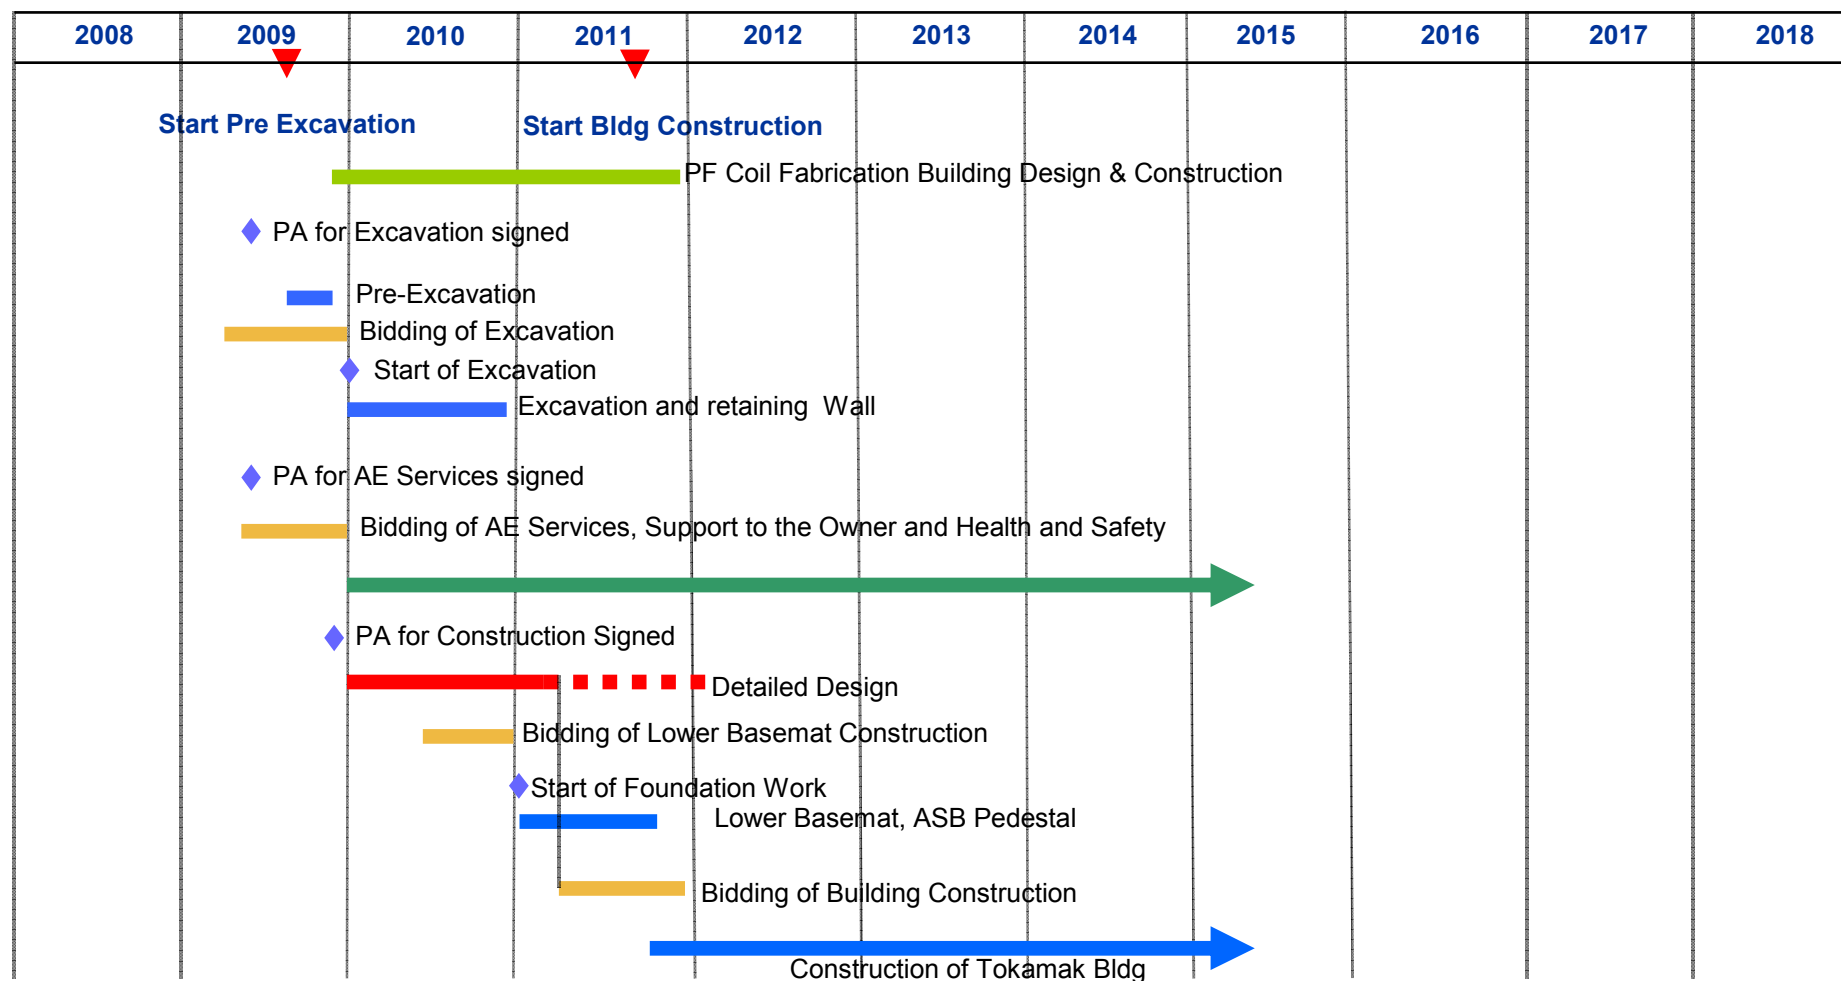 2008 2009 2010 2011 2012 2013 2014 2015 2016 2017 2018
Start Pre Excavation Start Bldg Construction
PF Coil Fabrication Building Design & Construction
PA for Excavation signed
Pre-Excavation
Bidding of Excavation
Start of Excavation
Excavation and retaining Wall
PA for AE Services signed
Bidding of AE Services, Support to the Owner and Health and Safety
PA for Construction Signed
Detailed Design
Bidding of Lower Basemat Construction
Start of Foundation Work
Lower Basemat, ASB Pedestal
Bidding of Building Construction
Construction of Tokamak Bldg